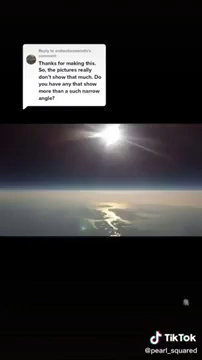 Thanks for making this.
So, the pictures really
don't show that much. Do
you have any that show
more than a such narrow
angle?
TikTok
@pearl_squared